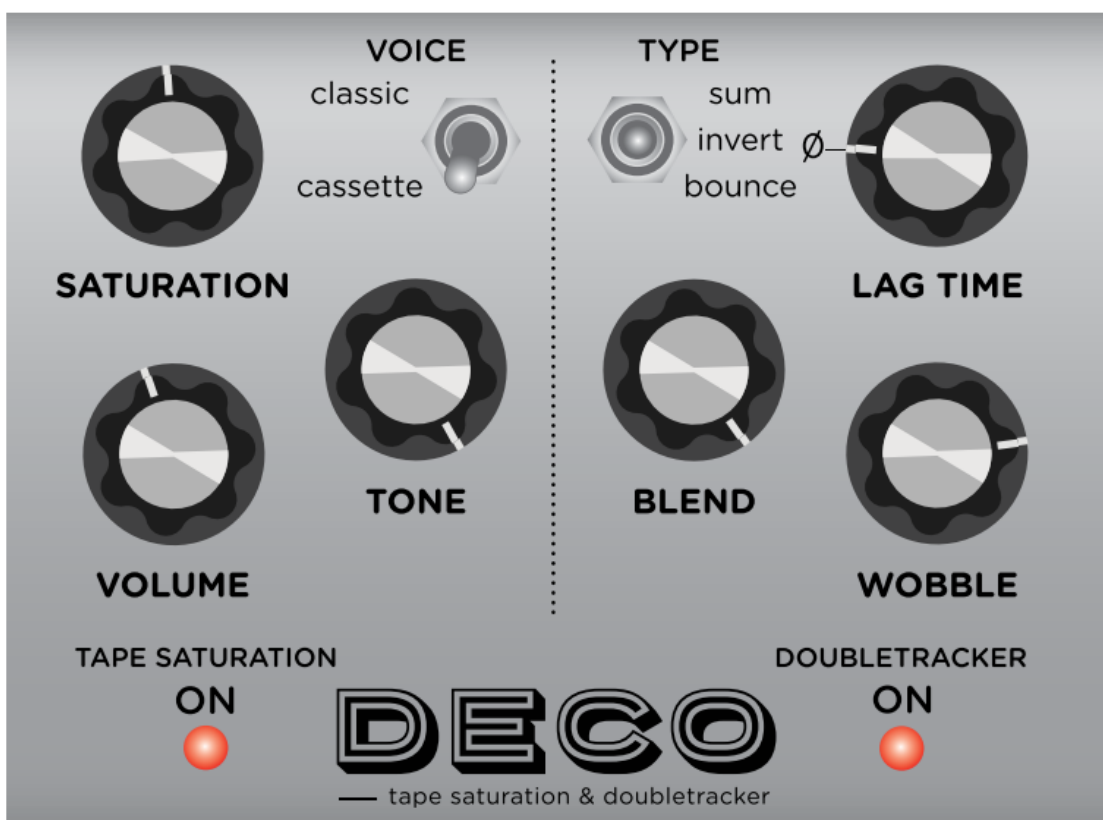 VOICE
classic
cassette
TYPE
sum
invert
bounce
Ø
SATURATION
LAG TIME
TONE
BLEND
VOLUME
WOBBLE
TAPE SATURATION
ON
DOUBLETRACKER
ON
DECO
tape saturation & doubletracker